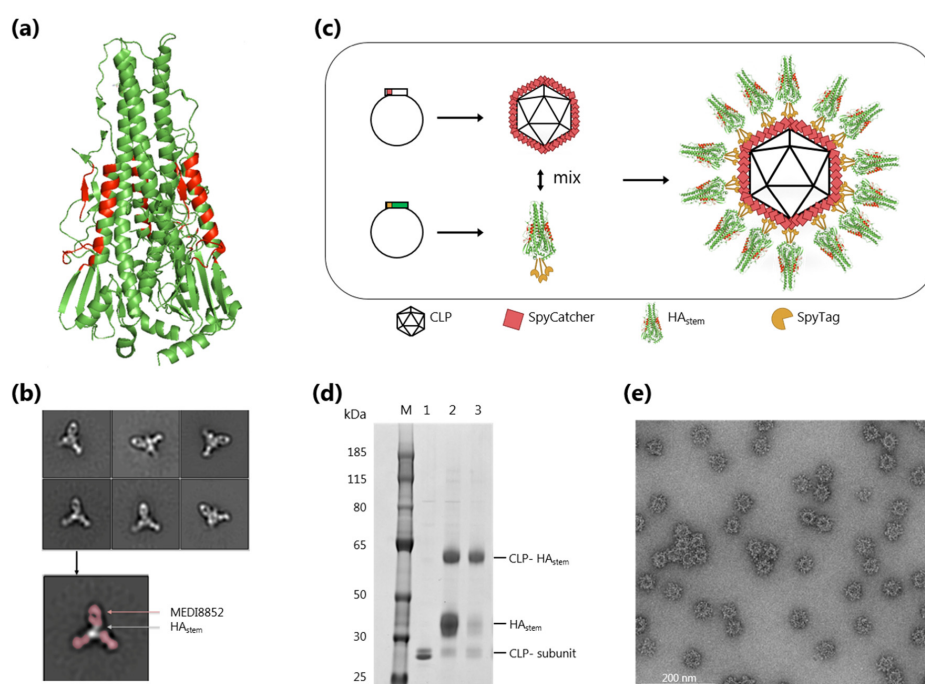 (a)
(c)
mix
CLP
SpyCatcher
HAstem
SpyTag
(b)
MEDI8852
HAstem
(d)
kDa
M 1 2 3
185
115
80
65
50
30
25
CLP- HAstem
HAstem
CLP- subunit
(e)
200 nm